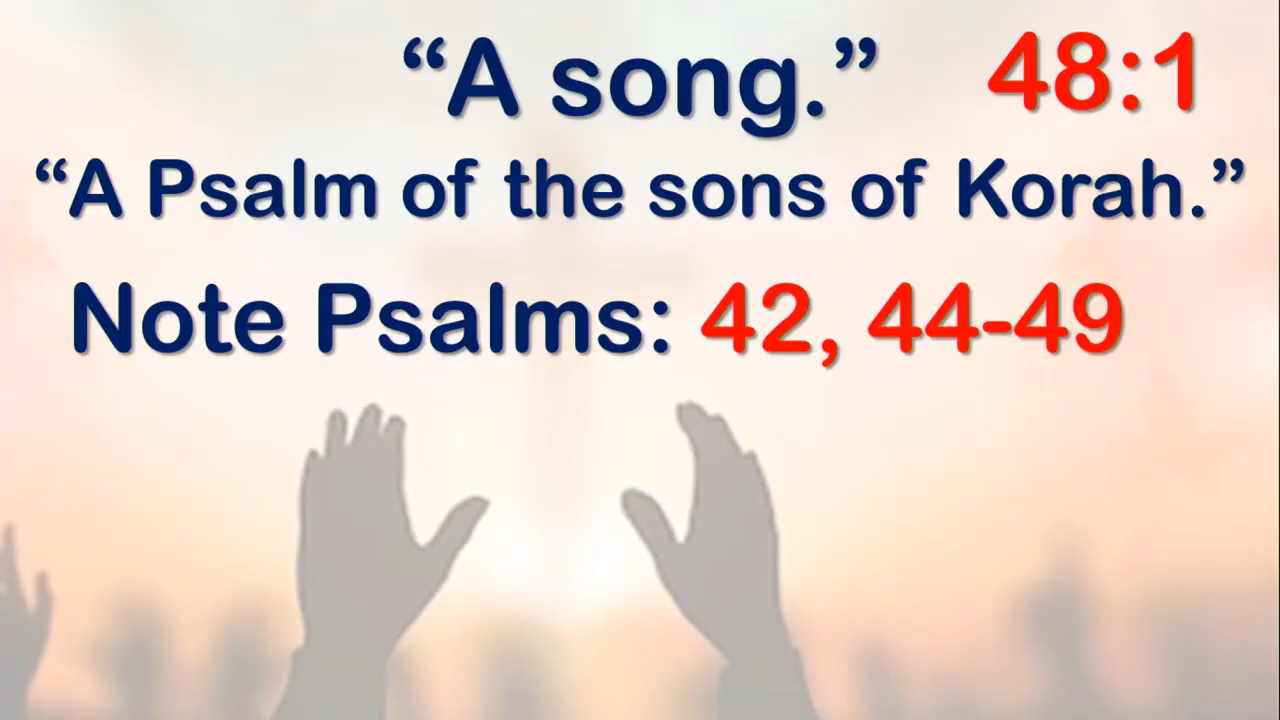 “A song.” 48:1
“A Psalm of the sons of Korah.”
Note Psalms: 42, 44-49